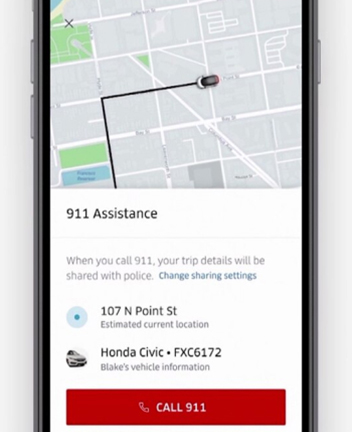 911 Assistance
When you call 911, your trip details will be
shared with police. Change sharing settings
107 N Point St
Estimated current location
Honda Civic • FXC6172
Blake's vehicle information
CALL 911